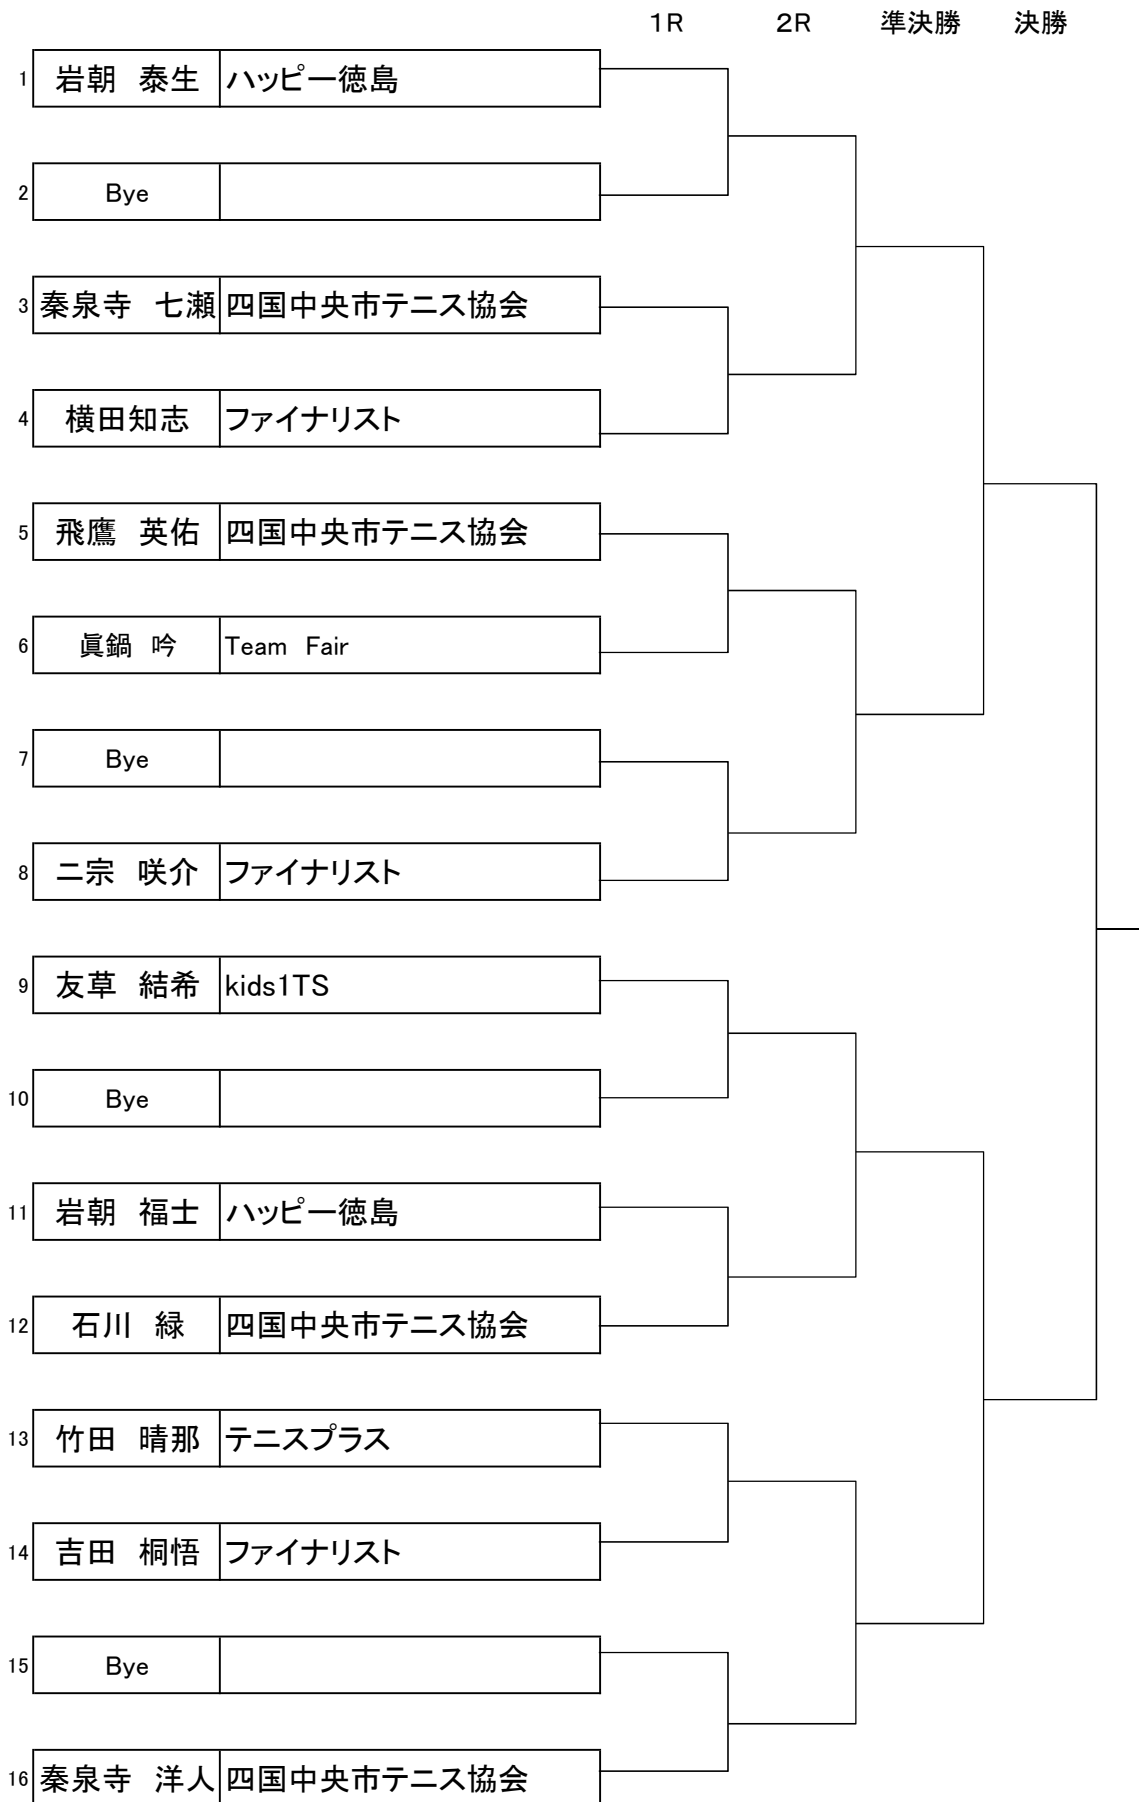 1R 2R 準決勝 決勝
1 岩朝　泰生 ハッピー徳島
2 Bye
3 秦泉寺　七瀬 四国中央市テニス協会
4 横田知志 ファイナリスト
5 飛鷹　英佑 四国中央市テニス協会
6 眞鍋　吟 Team　Fair
7 Bye
8 二宗　咲介 ファイナリスト
9 友草　結希 kids1TS
10 Bye
11 岩朝　福士 ハッピー徳島
12 石川　緑 四国中央市テニス協会
13 竹田　晴那 テニスプラス
14 吉田　桐悟 ファイナリスト
15 Bye
16 秦泉寺　洋人 四国中央市テニス協会